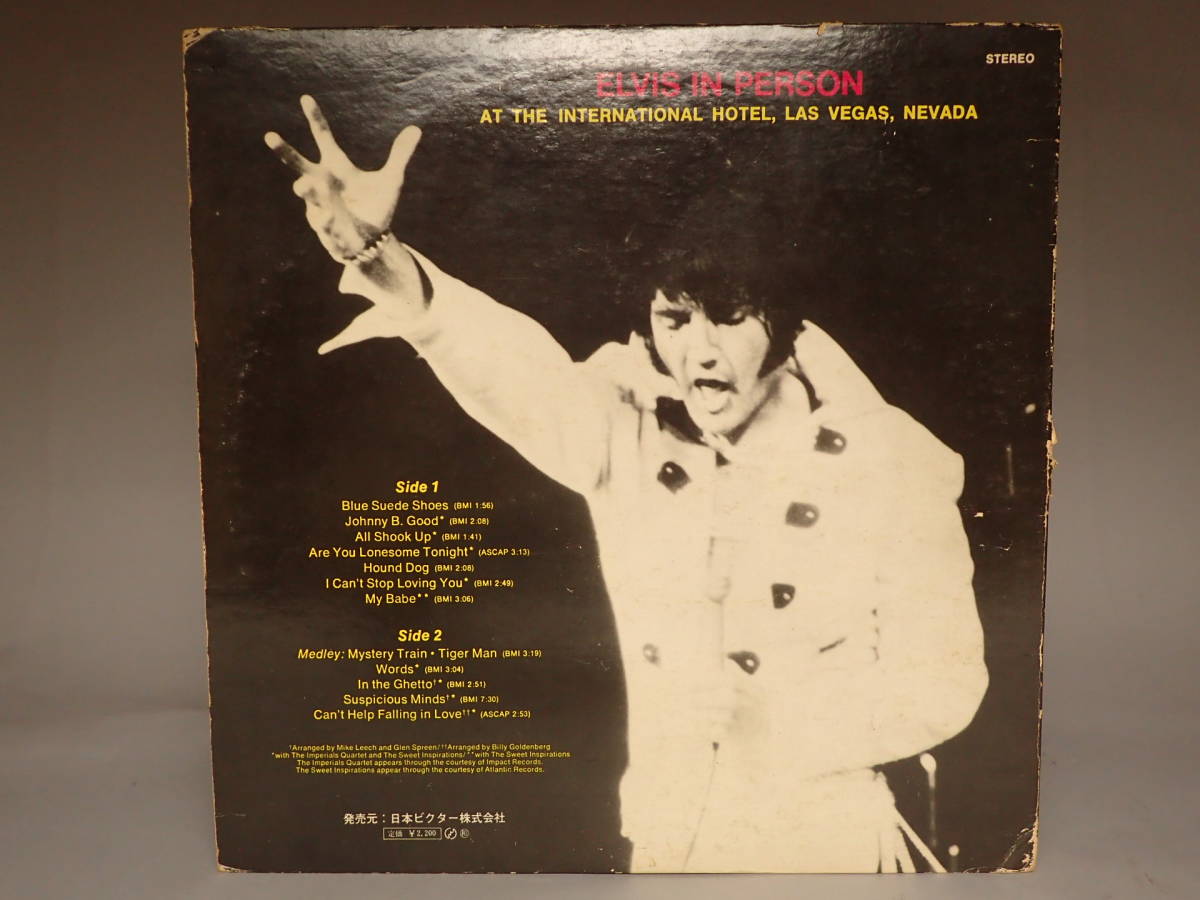 STEREO
ELVIS IN PERSON
AT THE INTERNATIONAL HOTEL, LAS VEGAS, NEVADA
Side 1
Blue Suede Shoes (BMI 1:56)
Johnny B. Good* (BMI 2:08)
All Shook Up* (BMI 1:41)
Are You Lonesome Tonight* (ASCAP 3:13)
Hound Dog (BMI 2:08)
I Can't Stop Loving You* (BMI 2:49)
My Babe** (BMI 3:06)
Side 2
Medley: Mystery Train • Tiger Man (BMI 3:19)
Words* (BMI 3:04)
In the Ghetto†* (BMI 2:51)
Suspicious Minds†* (BMI 7:30)
Can't Help Falling in Love††* (ASCAP 2:53)
†Arranged by Mike Leech and Glen Spreen/††Arranged by Billy Goldenberg
*with The Imperials Quartet and The Sweet Inspirations/**with The Sweet Inspirations
The Imperials Quartet appears through the courtesy of Impact Records.
The Sweet Inspirations appear through the courtesy of Atlantic Records.
発売元:日本ビクター株式会社
定価 ¥2,200